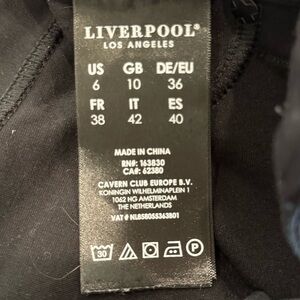 LIVERPOOL®
LOS ANGELES
US GB DE/EU
6 10 36
FR IT ES
38 42 40
MADE IN CHINA
RN#: 163830
CA#: 62380
CAVERN CLUB EUROPE B.V.
KONINGIN WILHELMINAPLEIN 1
1062 HG AMSTERDAM
THE NETHERLANDS
VAT # NL858055363B01
30 P